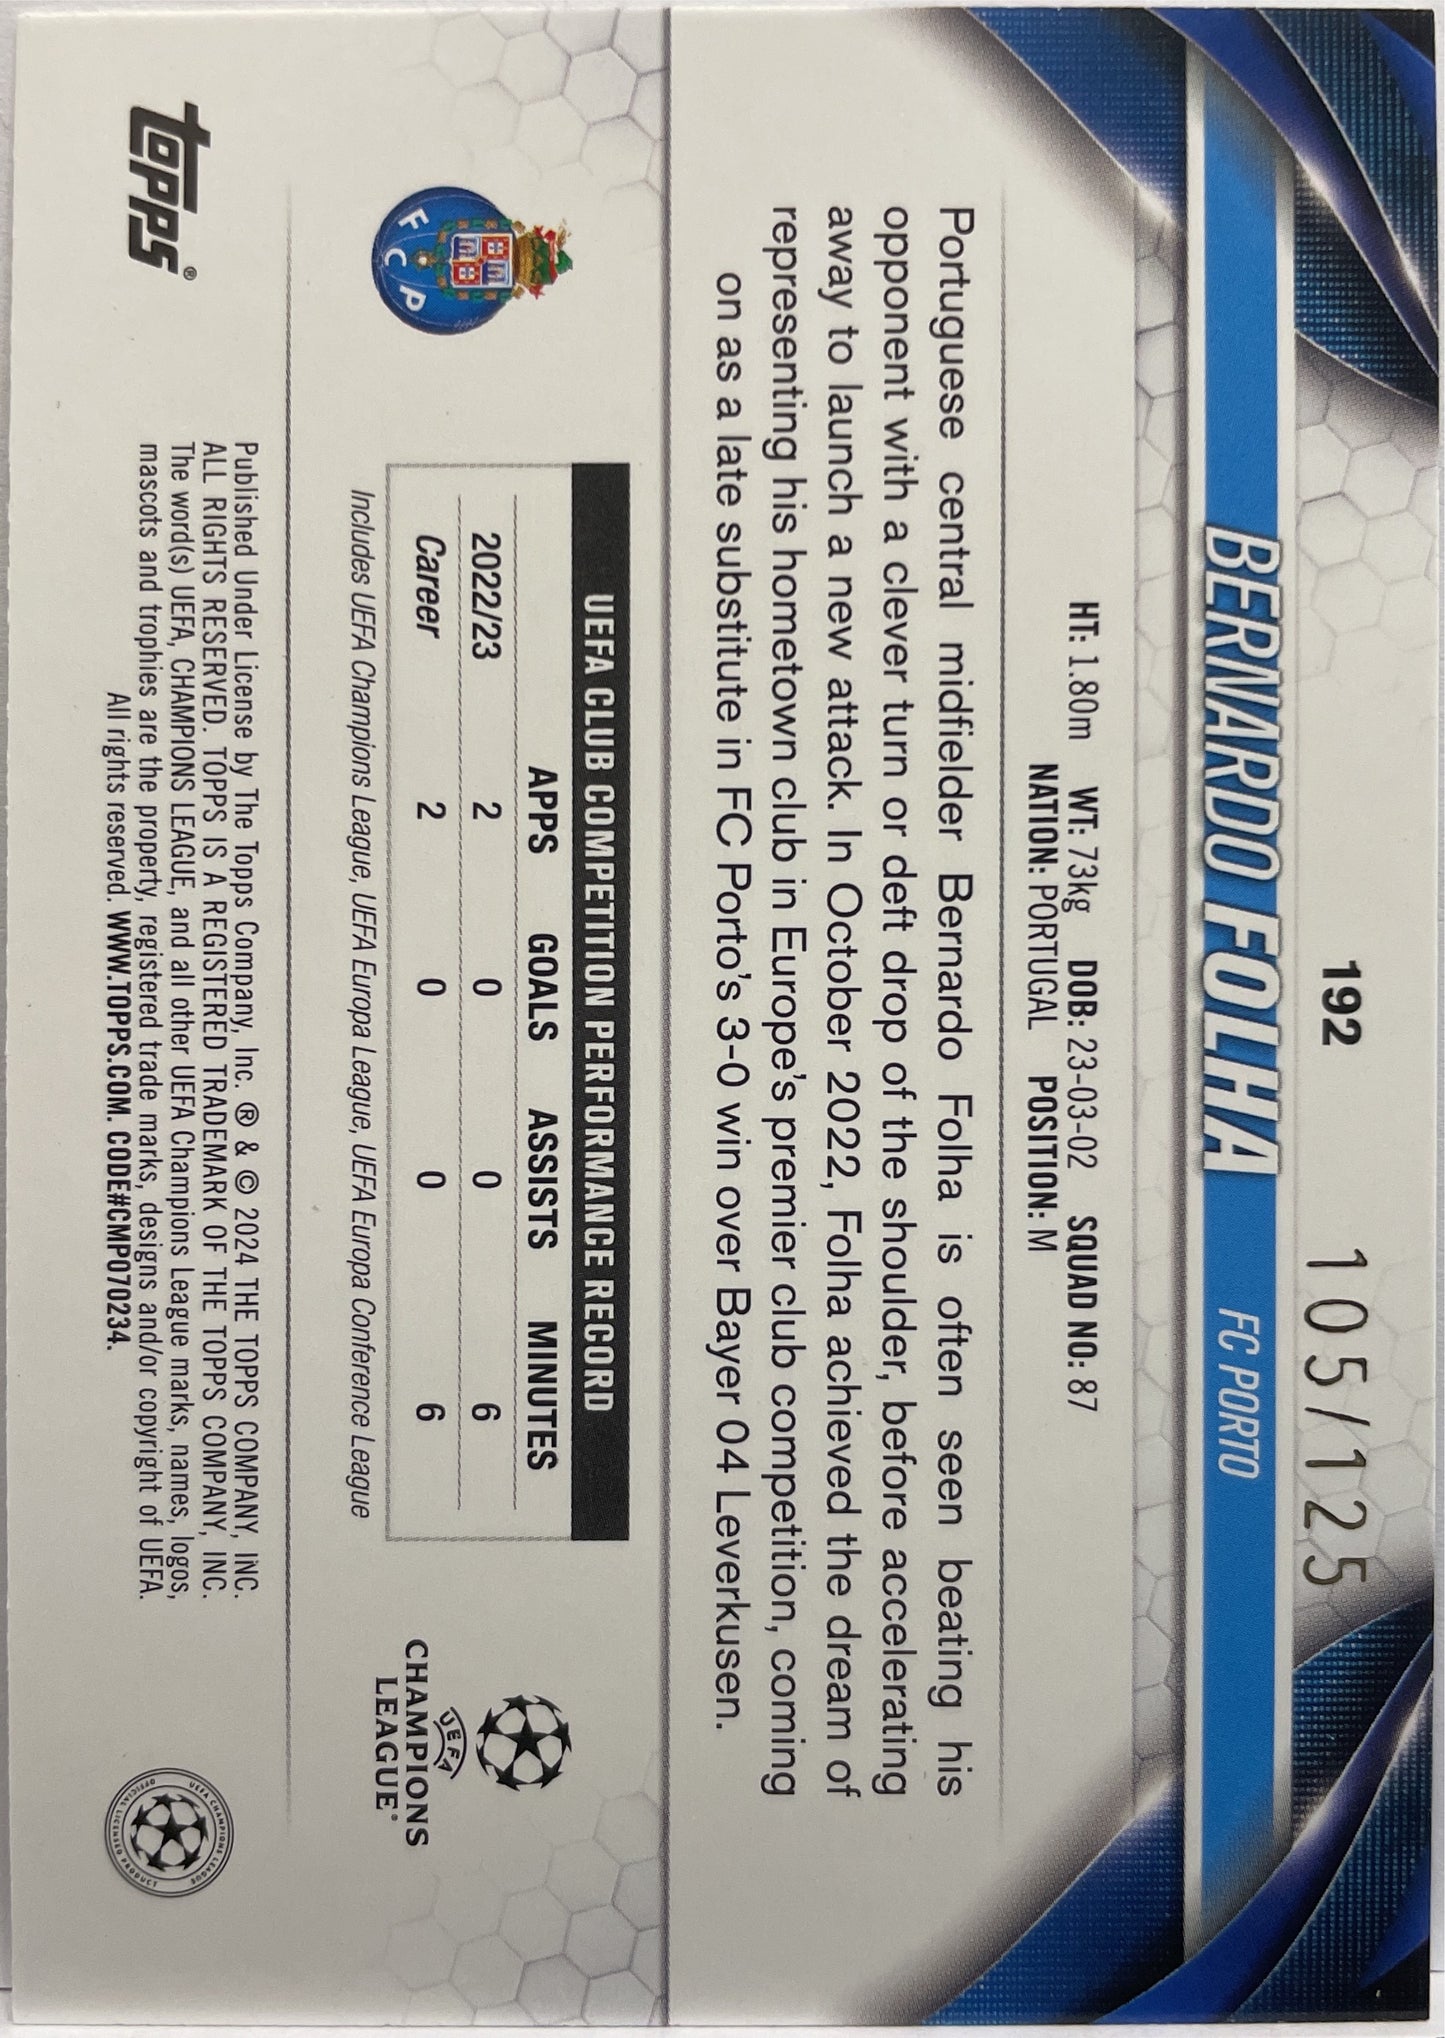 192
105/125
BERNARDO FOLHA FC PORTO
HT: 1.80m WT: 73kg DOB: 23-03-02 SQUAD NO: 87
NATION: PORTUGAL POSITION: M
Portuguese central midfielder Bernardo Folha is often seen beating his
opponent with a clever turn or deft drop of the shoulder, before accelerating
away to launch a new attack. In October 2022, Folha achieved the dream of
representing his hometown club in Europe's premier club competition, coming
on as a late substitute in FC Porto's 3-0 win over Bayer 04 Leverkusen.
FCP
UEFA CLUB COMPETITION PERFORMANCE RECORD
APPS GOALS ASSISTS MINUTES
2022/23 2 0 0 6
Career 2 0 0 6
Includes UEFA Champions League, UEFA Europa League, UEFA Europa Conference League
UEFA
CHAMPIONS
LEAGUE®
topps®
Published Under License by The Topps Company, Inc. ® & © 2024 THE TOPPS COMPANY, INC.
ALL RIGHTS RESERVED. TOPPS IS A REGISTERED TRADEMARK OF THE TOPPS COMPANY, INC.
The word(s) UEFA, CHAMPIONS LEAGUE, and all other UEFA Champions League marks, names, logos,
mascots and trophies are the property, registered trade marks, designs and/or copyright of UEFA.
All rights reserved. WWW.TOPPS.COM. CODE#CMP070234.
UEFA CHAMPIONS LEAGUE
OFFICIAL LICENSED PRODUCT